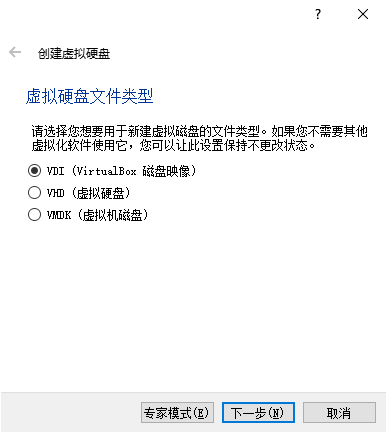 ?
创建虚拟硬盘
虚拟硬盘文件类型
请选择您想要用于新建虚拟磁盘的文件类型。如果您不需要其他
虚拟化软件使用它，您可以让此设置保持不更改状态。
VDI (VirtualBox 磁盘映像)
VHD (虚拟硬盘)
VMDK (虚拟机磁盘)
专家模式(E) 下一步(N) 取消